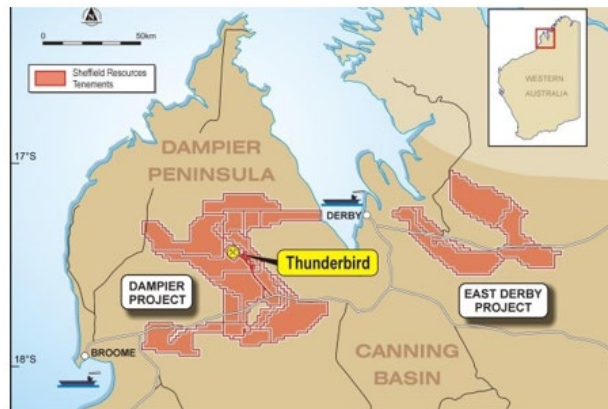 N
0
50km
Sheffield Resources
Tenements
WESTERN
AUSTRALIA
17°S
DAMPIER
PENINSULA
DERBY
Thunderbird
DAMPIER
PROJECT
EAST DERBY
PROJECT
BROOME
18°S
CANNING
BASIN